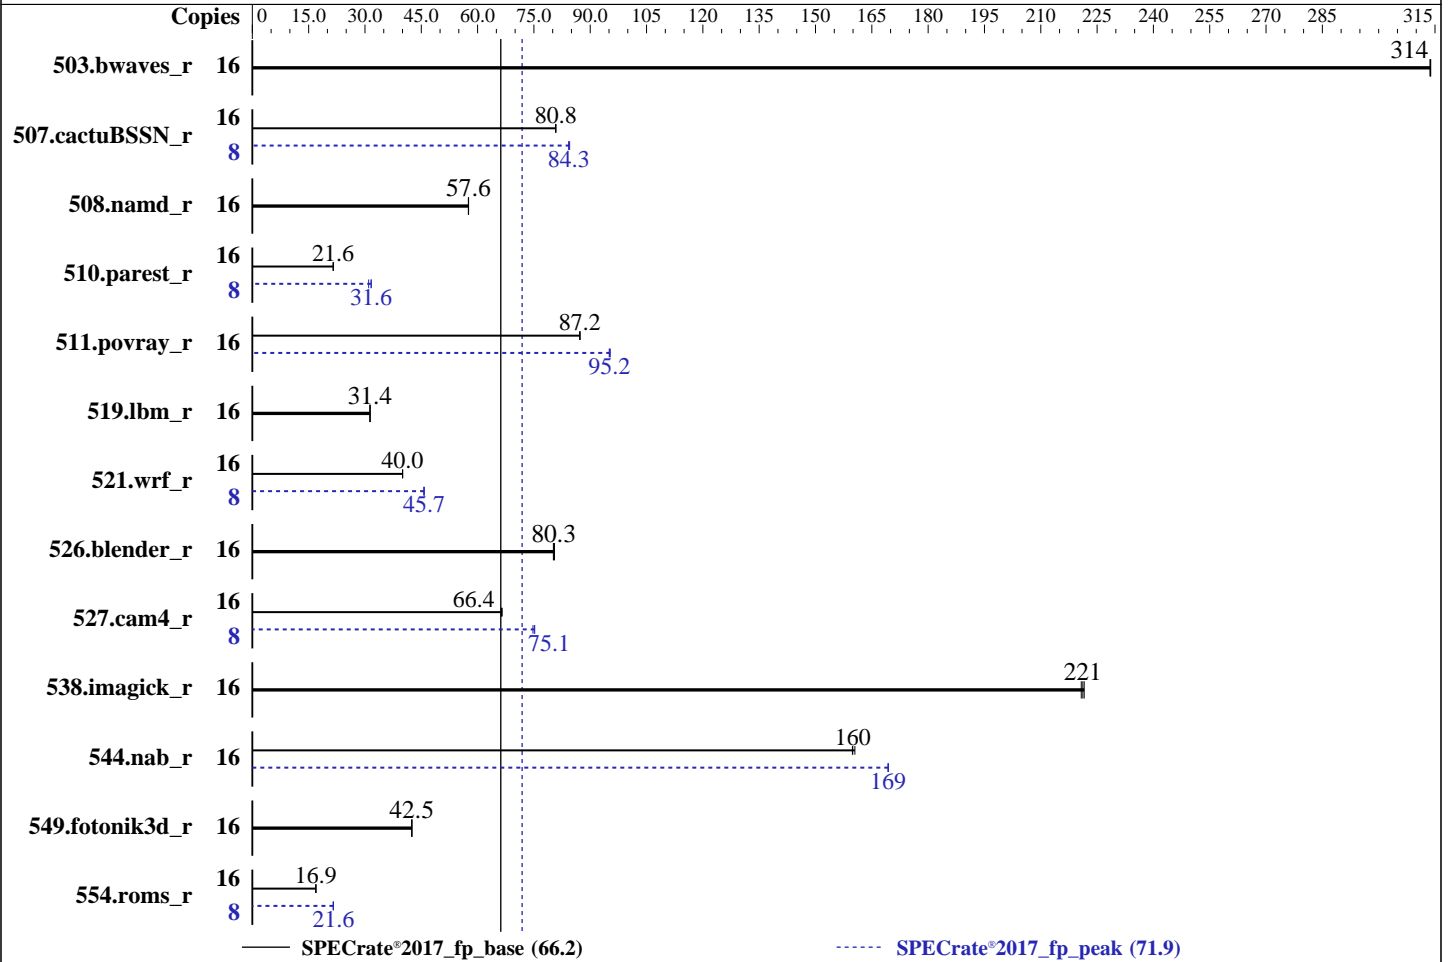 Copies 0 15.0 30.0 45.0 60.0 75.0 90.0 105 120 135 150 165 180 195 210 225 240 255 270 285 315
503.bwaves_r 16 314
507.cactuBSSN_r 16 80.8
8 84.3
508.namd_r 16 57.6
510.parest_r 16 21.6
8 31.6
511.povray_r 16 87.2
95.2
519.lbm_r 16 31.4
521.wrf_r 16 40.0
8 45.7
526.blender_r 16 80.3
527.cam4_r 16 66.4
8 75.1
538.imagick_r 16 221
544.nab_r 16 160
169
549.fotonik3d_r 16 42.5
554.roms_r 16 16.9
8 21.6
SPECrate®2017_fp_base (66.2) SPECrate®2017_fp_peak (71.9)